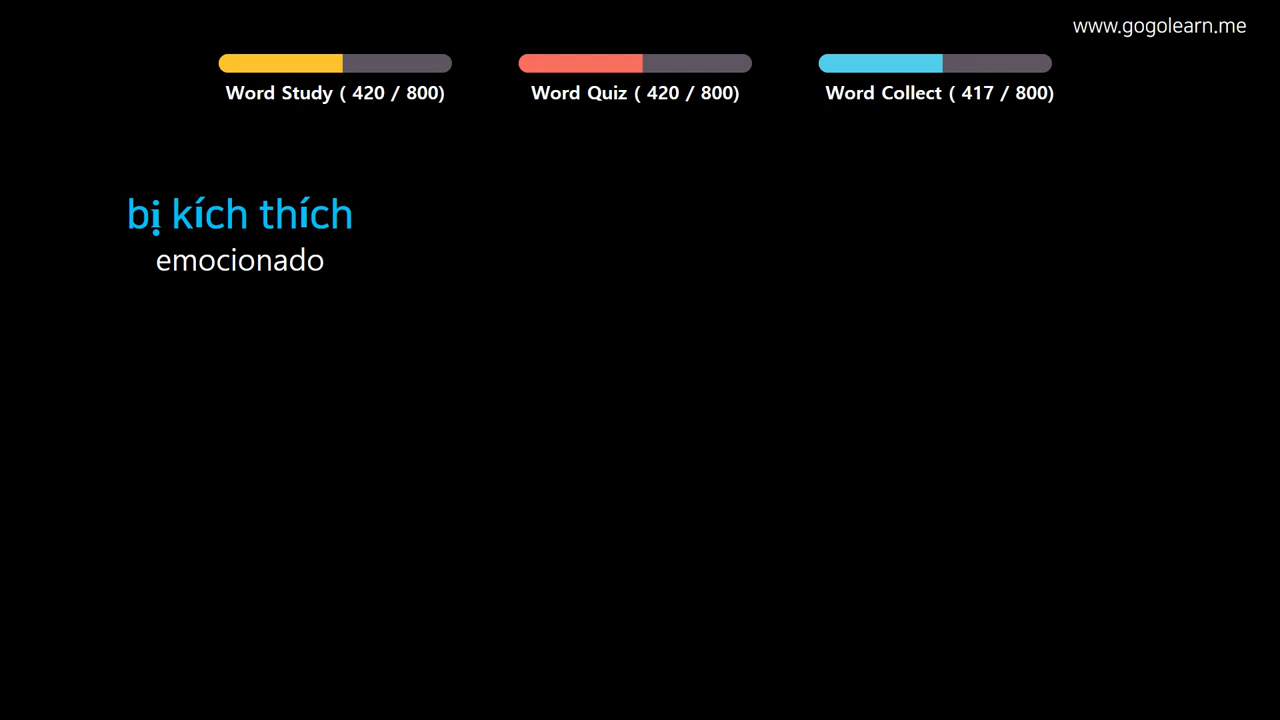 www.gogolearn.me
Word Study ( 420 / 800)
Word Quiz ( 420 / 800)
Word Collect ( 417 / 800)
bị kích thích
emocionado